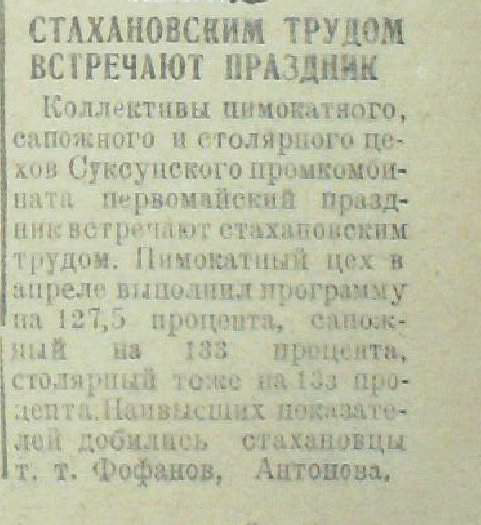 СТАХАНОВСКИМ ТРУДОМ
ВСТРЕЧАЮТ ПРАЗДНИК
Коллективы пимокатного,
сапожного и столярного це-
хов Суксунского промкомби-
ната первомайский празд-
ник встречают стахановским
трудом. Пимокатный цех в
апреле выполнил программу
на 127,5 процента, сапож-
ный на 133 процента,
столярный тоже на 133 про-
цента. Наивысших показате-
лей добились стахановцы
т. т. Фофанов, Антонова.